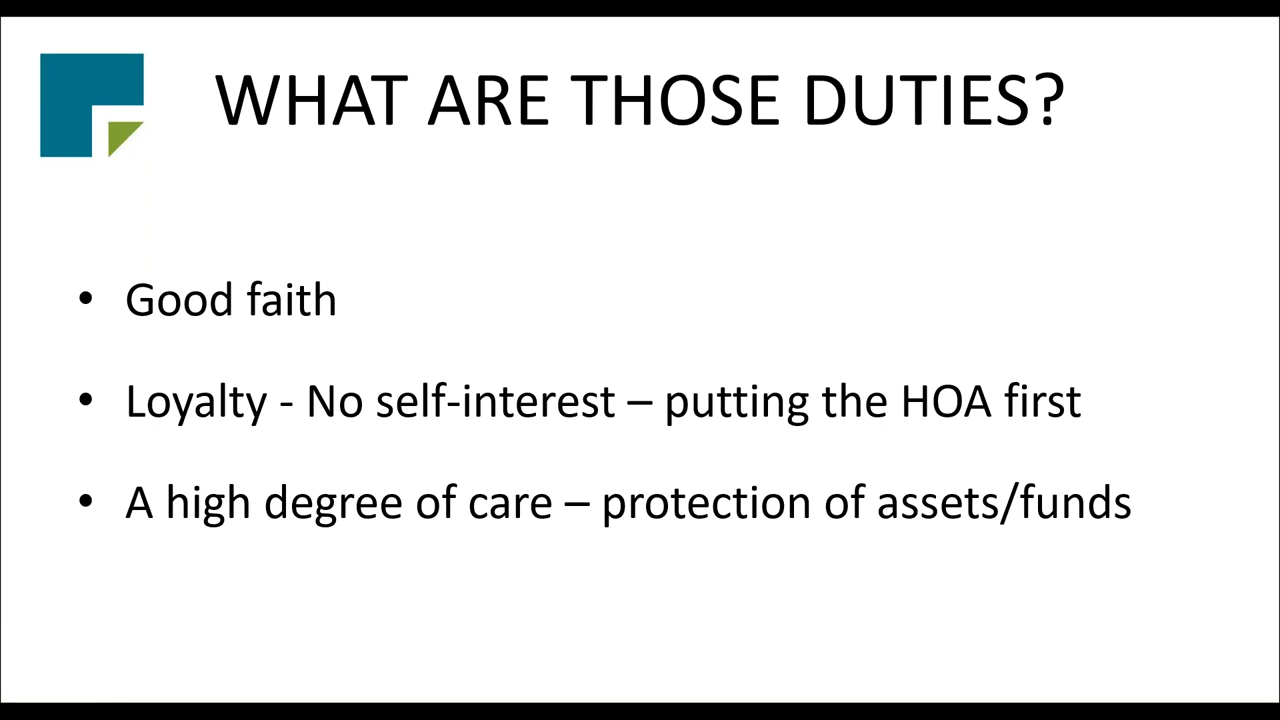 WHAT ARE THOSE DUTIES?
• Good faith
• Loyalty - No self-interest – putting the HOA first
• A high degree of care – protection of assets/funds